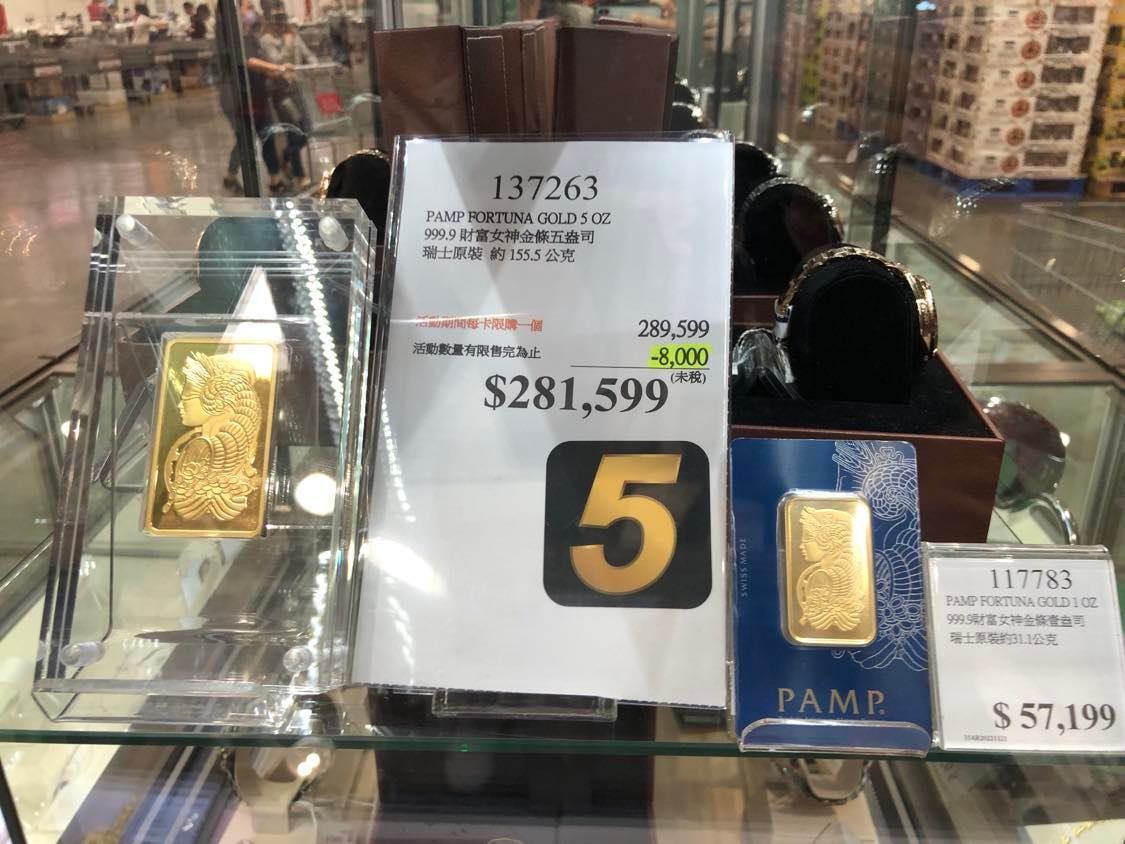 137263
PAMP FORTUNA GOLD 5 OZ
999.9 財富女神金條五盎司
瑞士原裝 約 155.5 公克
活動期間每卡限購一個
289,599
活動數量有限售完為止
-8,000
(未稅)
$281,599
5
SWISS MADE
PAMP
117783
PAMP FORTUNA GOLD 1 OZ
999.9財富女神金條壹盎司
瑞士原裝約31.1公克
$ 57,199